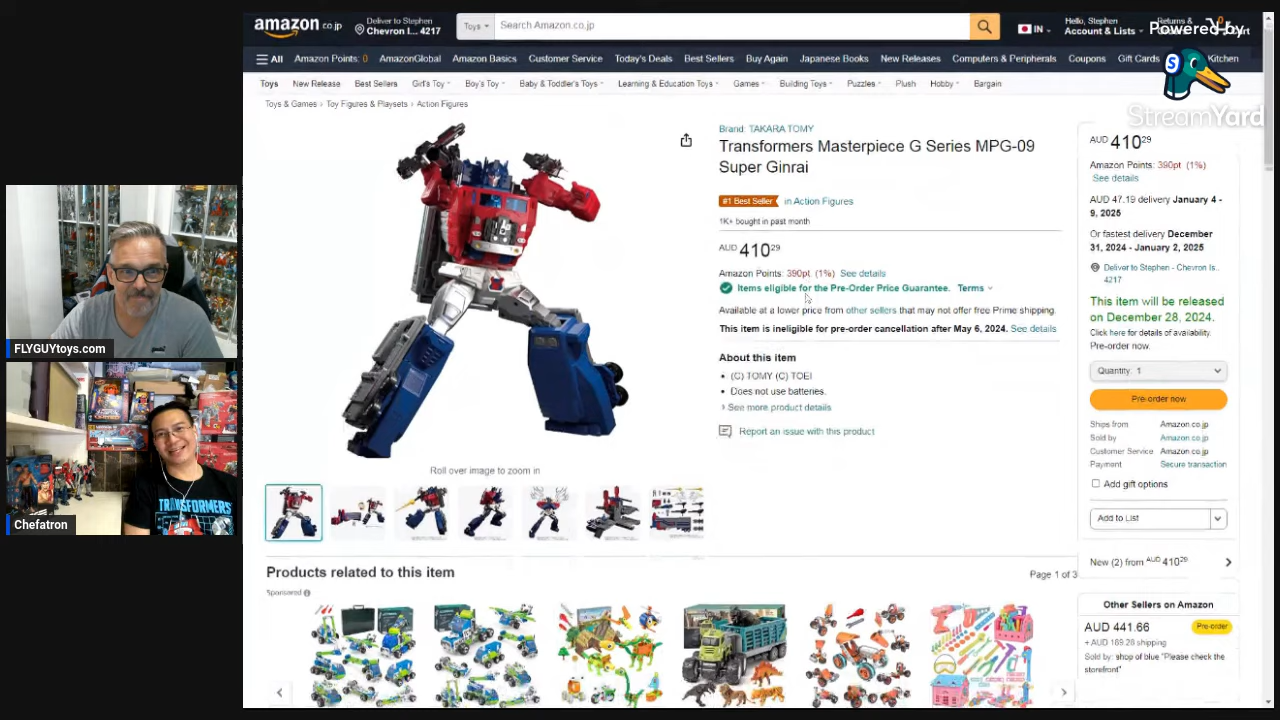 amazon.co.jp
Deliver to Stephen
Chevron I... 4217
Toys
Search Amazon.co.jp
IN
Hello, Stephen
Account & Lists
Returns &
Cart
Powered by
StreamYard
All
Amazon Points: 0
AmazonGlobal
Amazon Basics
Customer Service
Today's Deals
Best Sellers
Buy Again
Japanese Books
New Releases
Computers & Peripherals
Coupons
Gift Cards
Kitchen
Toys
New Release
Best Sellers
Girl's Toy
Boy's Toy
Baby & Toddler's Toys
Learning & Education Toys
Games
Building Toys
Puzzles
Plush
Hobby
Bargain
Toys & Games › Toy Figures & Playsets › Action Figures
Brand: TAKARA TOMY
Transformers Masterpiece G Series MPG-09
Super Ginrai
#1 Best Seller in Action Figures
1K+ bought in past month
AUD 410 29
Amazon Points: 390pt (1%) See details
Items eligible for the Pre-Order Price Guarantee. Terms
Available at a lower price from other sellers that may not offer free Prime shipping.
This item is ineligible for pre-order cancellation after May 6, 2024. See details
About this item
• (C) TOMY (C) TOEI
• Does not use batteries.
› See more product details
Report an issue with this product
Roll over image to zoom in
AUD 410 29
Amazon Points: 390pt (1%)
See details
AUD 47.19 delivery January 4 -
9, 2025
Or fastest delivery December
31, 2024 - January 2, 2025
Deliver to Stephen - Chevron Is..
4217
This item will be released
on December 28, 2024.
Click here for details of availability.
Pre-order now.
Quantity: 1
Pre-order now
Ships from Amazon.co.jp
Sold by Amazon.co.jp
Customer Service Amazon.co.jp
Payment Secure transaction
Add gift options
Add to List
New (2) from AUD 410 29
Other Sellers on Amazon
AUD 441.66
Pre-order
+ AUD 189.28 shipping
Sold by: shop of blue "Please check the
storefront"
Products related to this item
Page 1 of 3
Sponsored
FLYGUYtoys.com
Chefatron
TRANSFORMERS